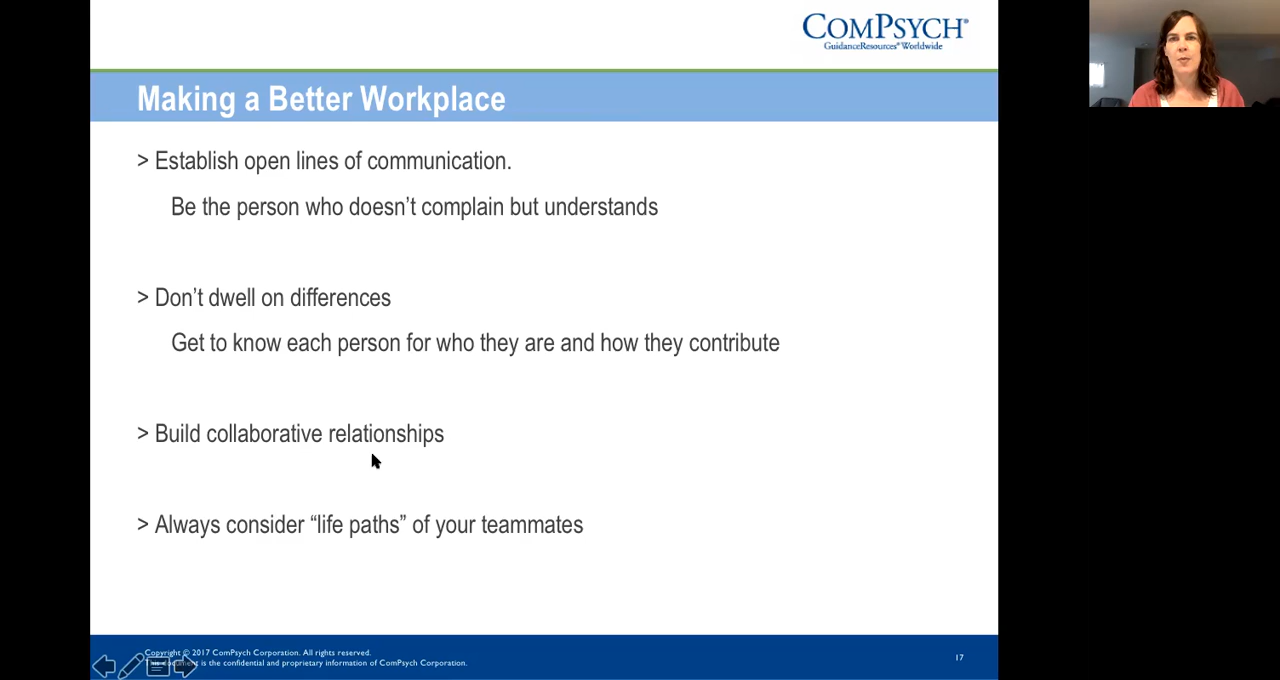 COMPSYCH®
GuidanceResources® Worldwide
Making a Better Workplace
> Establish open lines of communication.
Be the person who doesn’t complain but understands
> Don’t dwell on differences
Get to know each person for who they are and how they contribute
> Build collaborative relationships
> Always consider “life paths” of your teammates
Copyright © 2017 ComPsych Corporation. All rights reserved.
This document is the confidential and proprietary information of ComPsych Corporation.
17